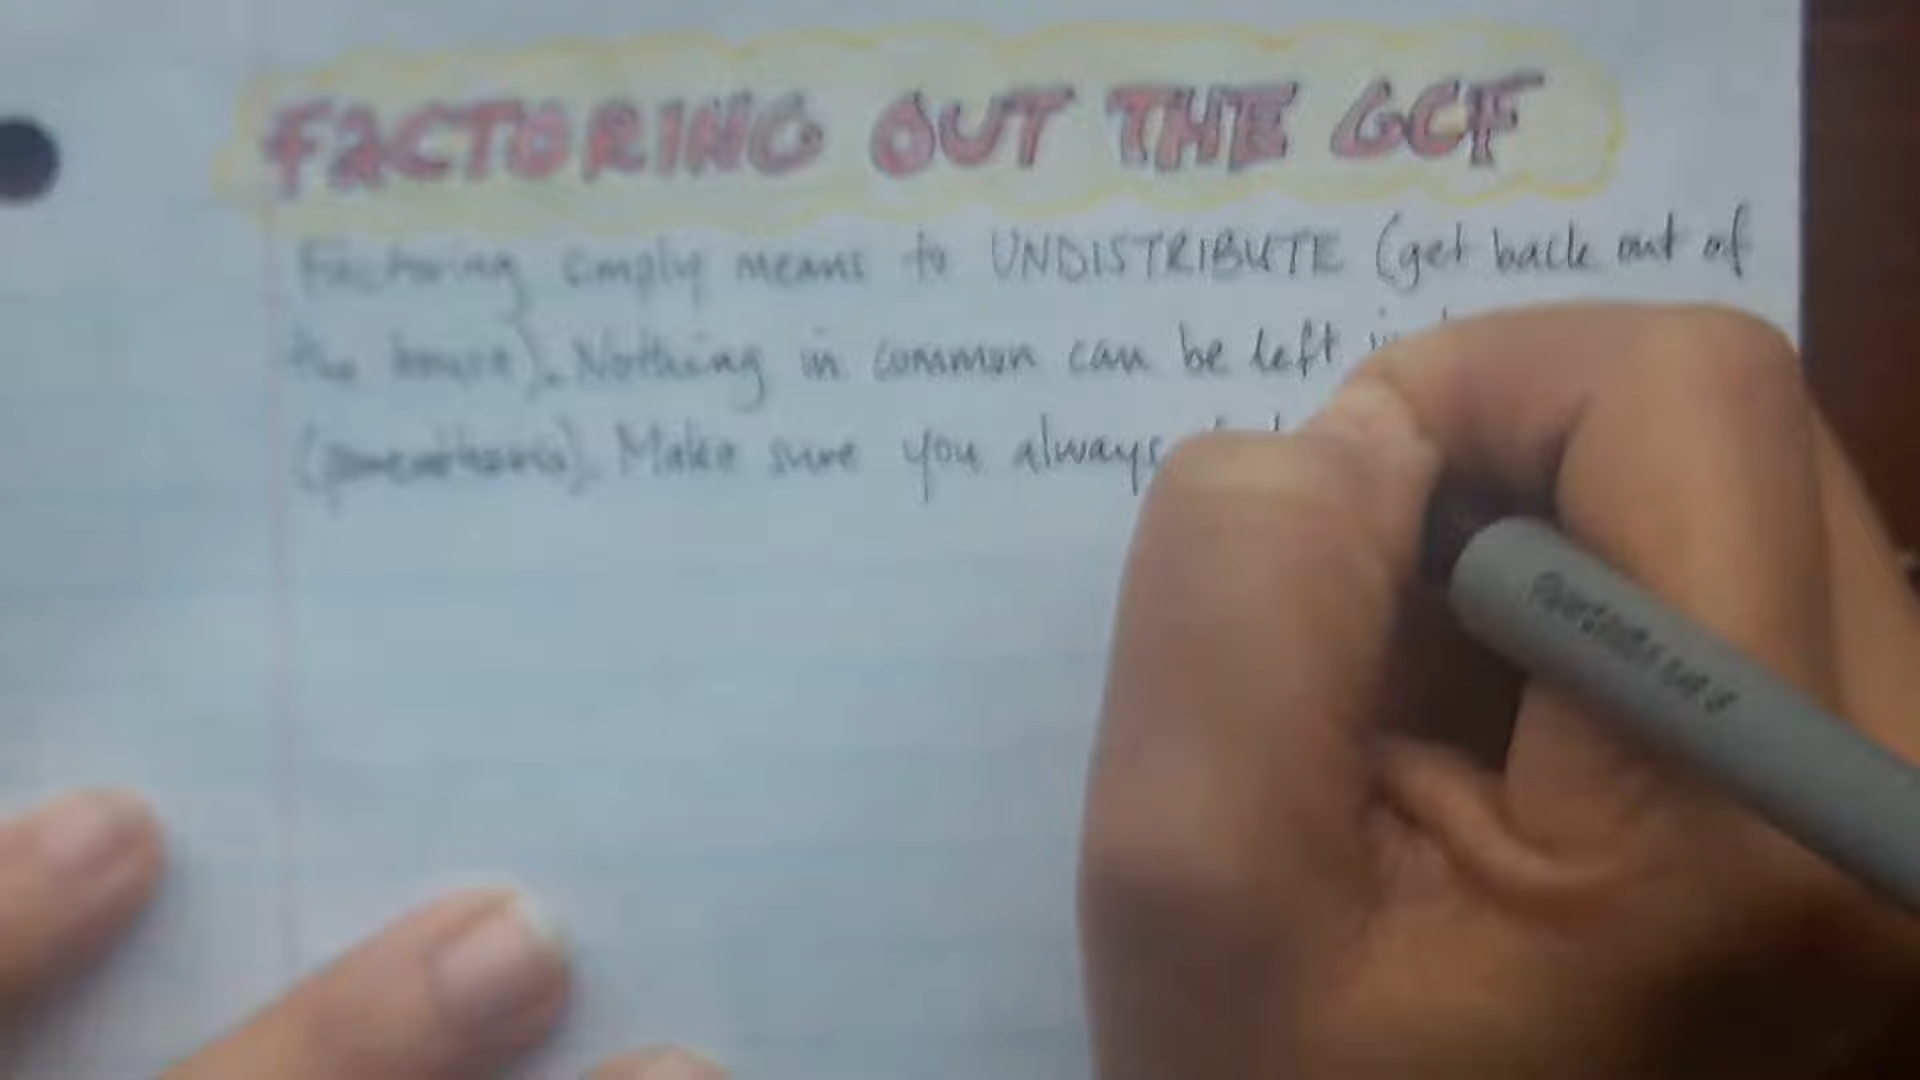 FACTORING OUT THE GCF
Factoring simply means to UNDISTRIBUTE (get back out of
the house). Nothing in common can be left
(parenthesis). Make sure you always